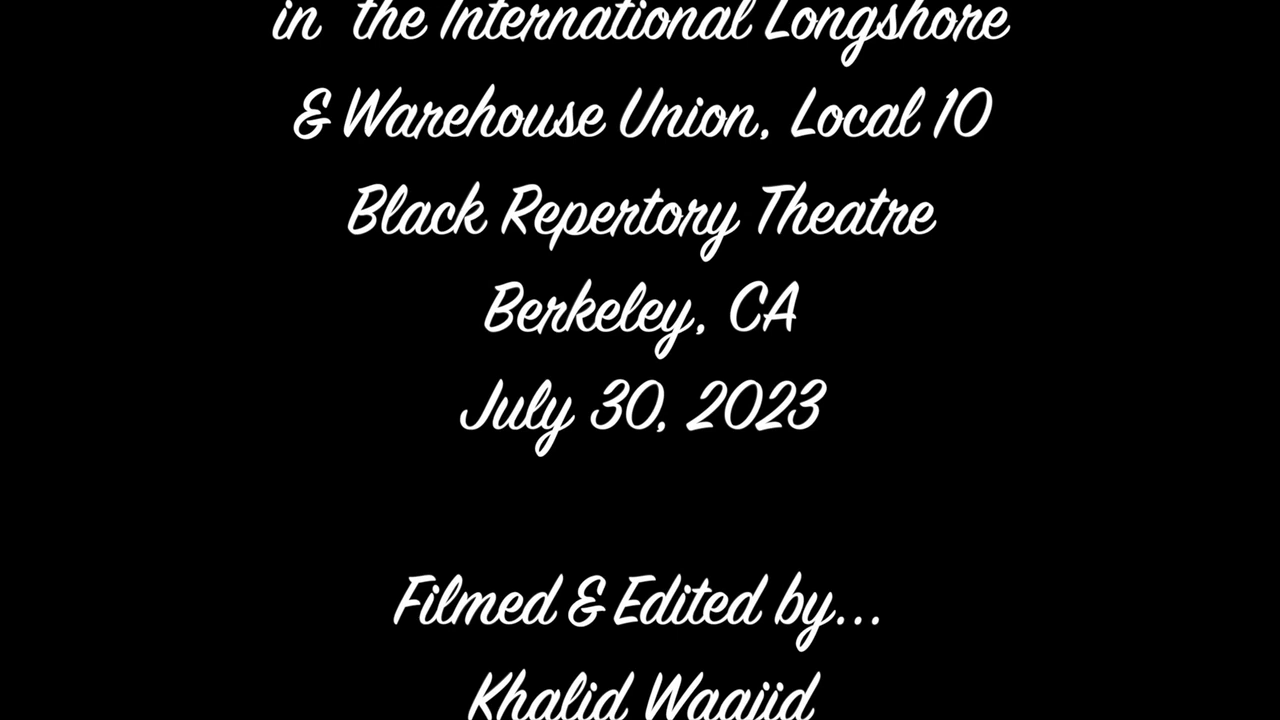 in the International Longshore
& Warehouse Union, Local 10
Black Repertory Theatre
Berkeley, CA
July 30, 2023
Filmed & Edited by...
Khalid Waajid